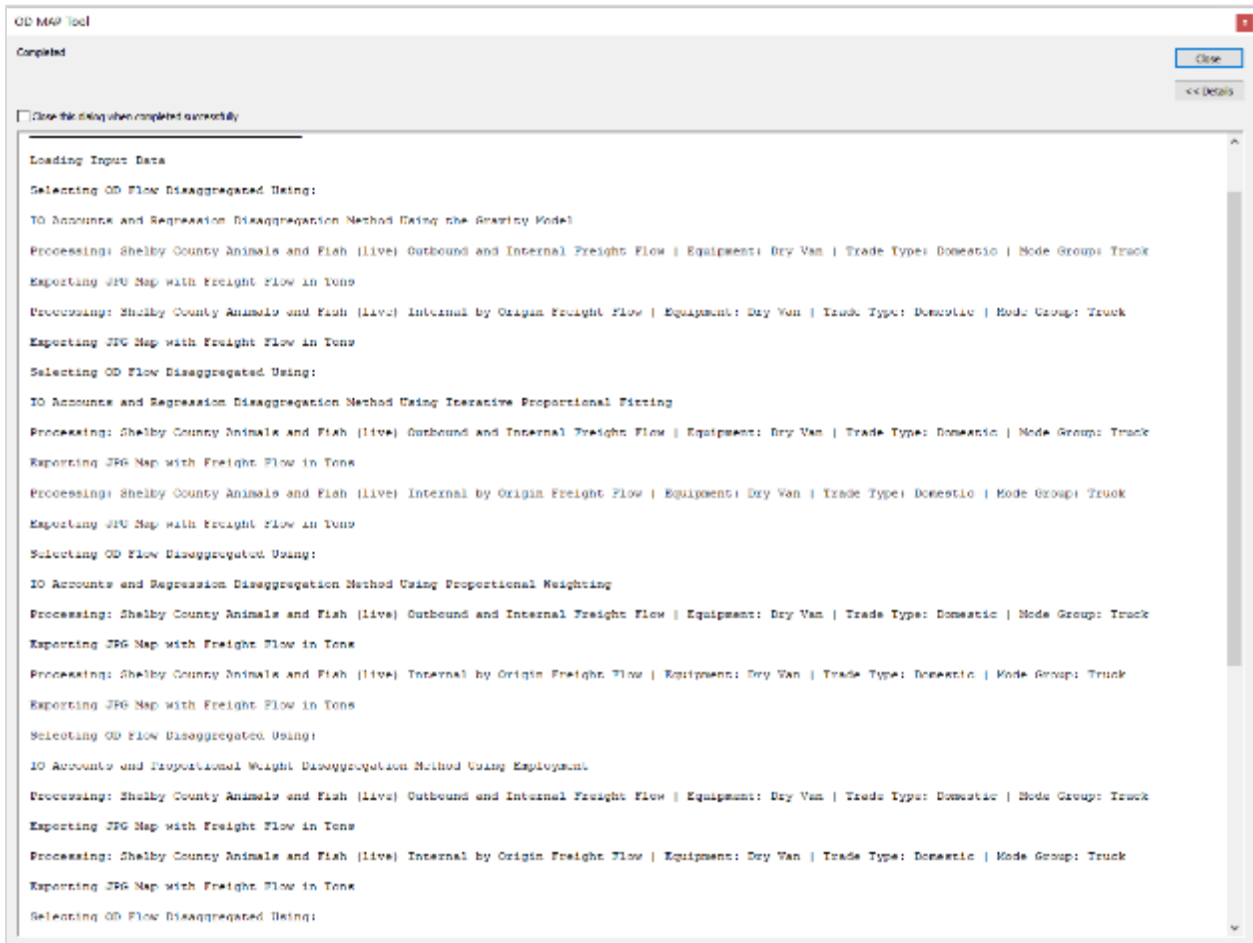 OD MAP Tool
Completed
Close
<< Details
Close this dialog when completed successfully
Loading Input Data
Selecting OD Flow Disaggregated Using:
IO Accounts and Regression Disaggregation Method Using the Gravity Model
Processing: Shelby County Animals and Fish (live) Outbound and Internal Freight Flow | Equipment: Dry Van | Trade Type: Domestic | Mode Group: Truck
Exporting JPG Map with Freight Flow in Tons
Processing: Shelby County Animals and Fish (live) Internal by Origin Freight Flow | Equipment: Dry Van | Trade Type: Domestic | Mode Group: Truck
Exporting JPG Map with Freight Flow in Tons
Selecting OD Flow Disaggregated Using:
IO Accounts and Regression Disaggregation Method Using Iterative Proportional Fitting
Processing: Shelby County Animals and Fish (live) Outbound and Internal Freight Flow | Equipment: Dry Van | Trade Type: Domestic | Mode Group: Truck
Exporting JPG Map with Freight Flow in Tons
Processing: Shelby County Animals and Fish (live) Internal by Origin Freight Flow | Equipment: Dry Van | Trade Type: Domestic | Mode Group: Truck
Exporting JPG Map with Freight Flow in Tons
Selecting OD Flow Disaggregated Using:
IO Accounts and Regression Disaggregation Method Using Proportional Weighting
Processing: Shelby County Animals and Fish (live) Outbound and Internal Freight Flow | Equipment: Dry Van | Trade Type: Domestic | Mode Group: Truck
Exporting JPG Map with Freight Flow in Tons
Processing: Shelby County Animals and Fish (live) Internal by Origin Freight Flow | Equipment: Dry Van | Trade Type: Domestic | Mode Group: Truck
Exporting JPG Map with Freight Flow in Tons
Selecting OD Flow Disaggregated Using:
IO Accounts and Proportional Weight Disaggregation Method Using Employment
Processing: Shelby County Animals and Fish (live) Outbound and Internal Freight Flow | Equipment: Dry Van | Trade Type: Domestic | Mode Group: Truck
Exporting JPG Map with Freight Flow in Tons
Processing: Shelby County Animals and Fish (live) Internal by Origin Freight Flow | Equipment: Dry Van | Trade Type: Domestic | Mode Group: Truck
Exporting JPG Map with Freight Flow in Tons
Selecting OD Flow Disaggregated Using: